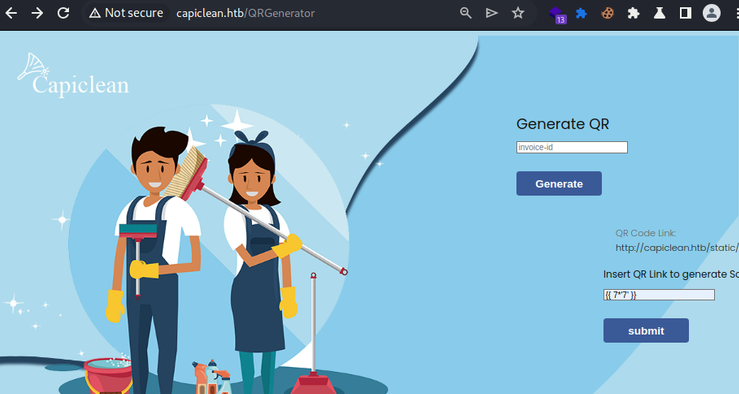 Not secure
capiclean.htb/QRGenerator
13
Capiclean
Generate QR
invoice-id
Generate
QR Code Link:
http://capiclean.htb/static/
Insert QR Link to generate Sc
{{ 7*'7' }}
submit